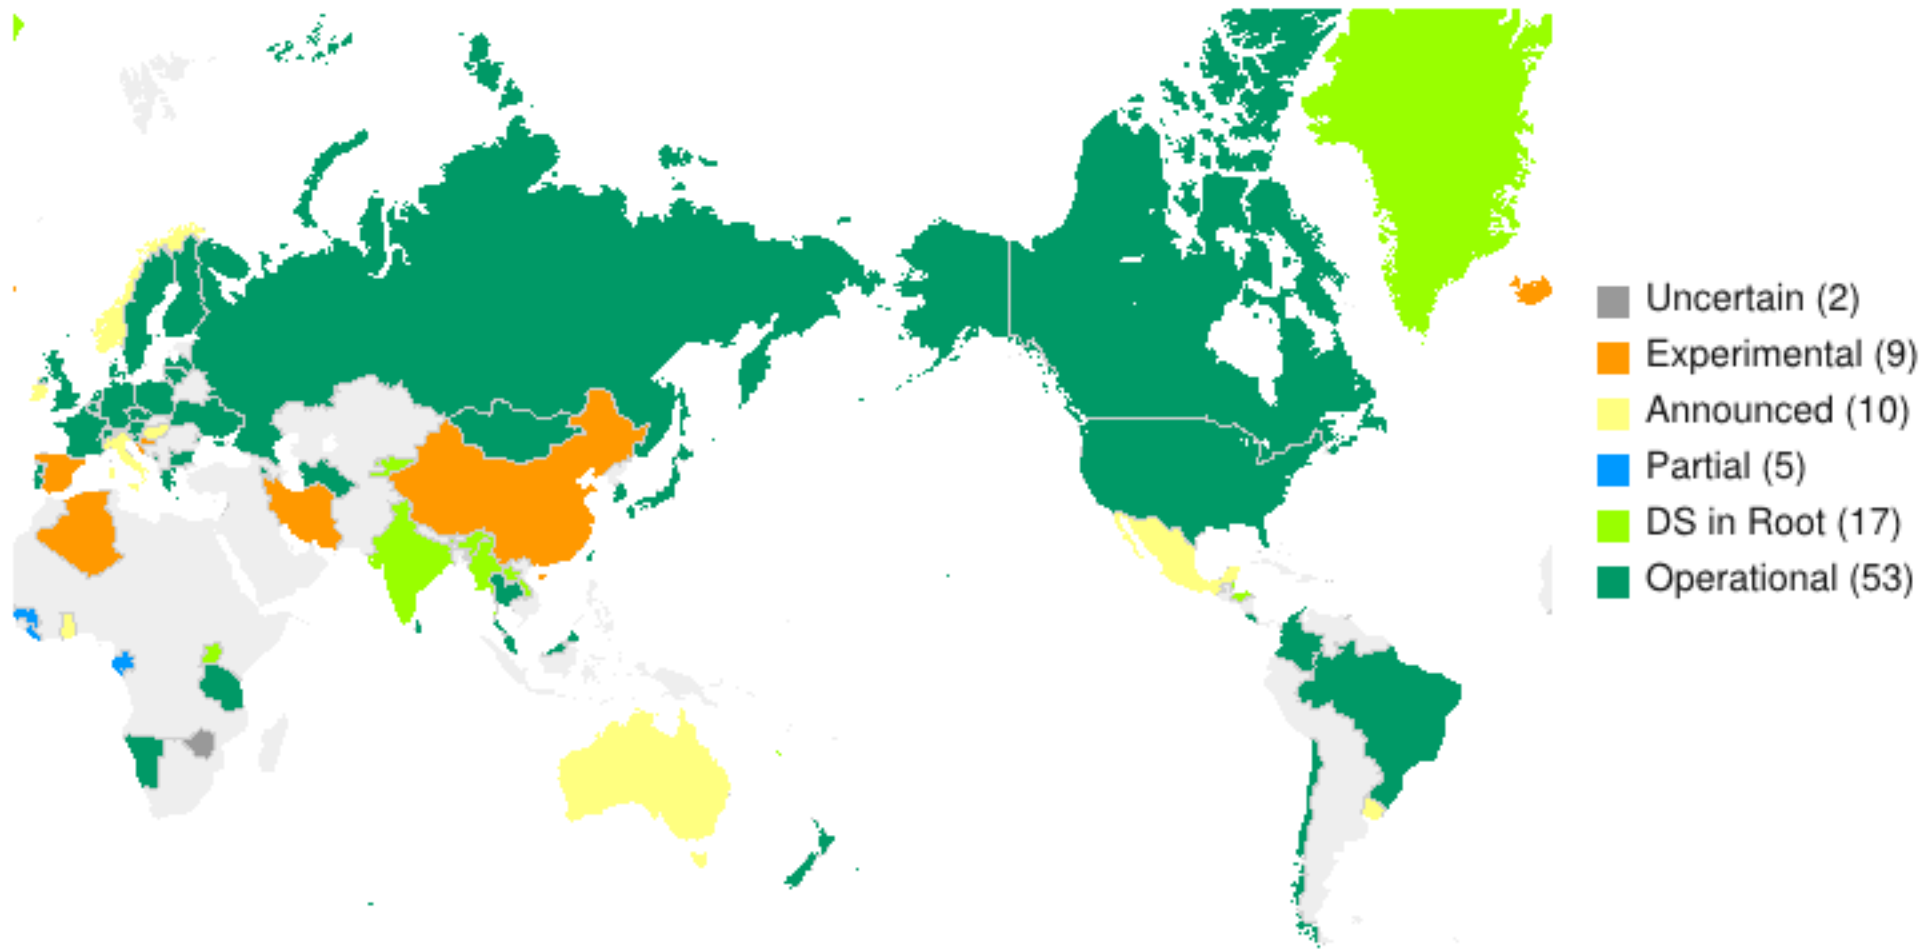 Uncertain (2)
Experimental (9)
Announced (10)
Partial (5)
DS in Root (17)
Operational (53)